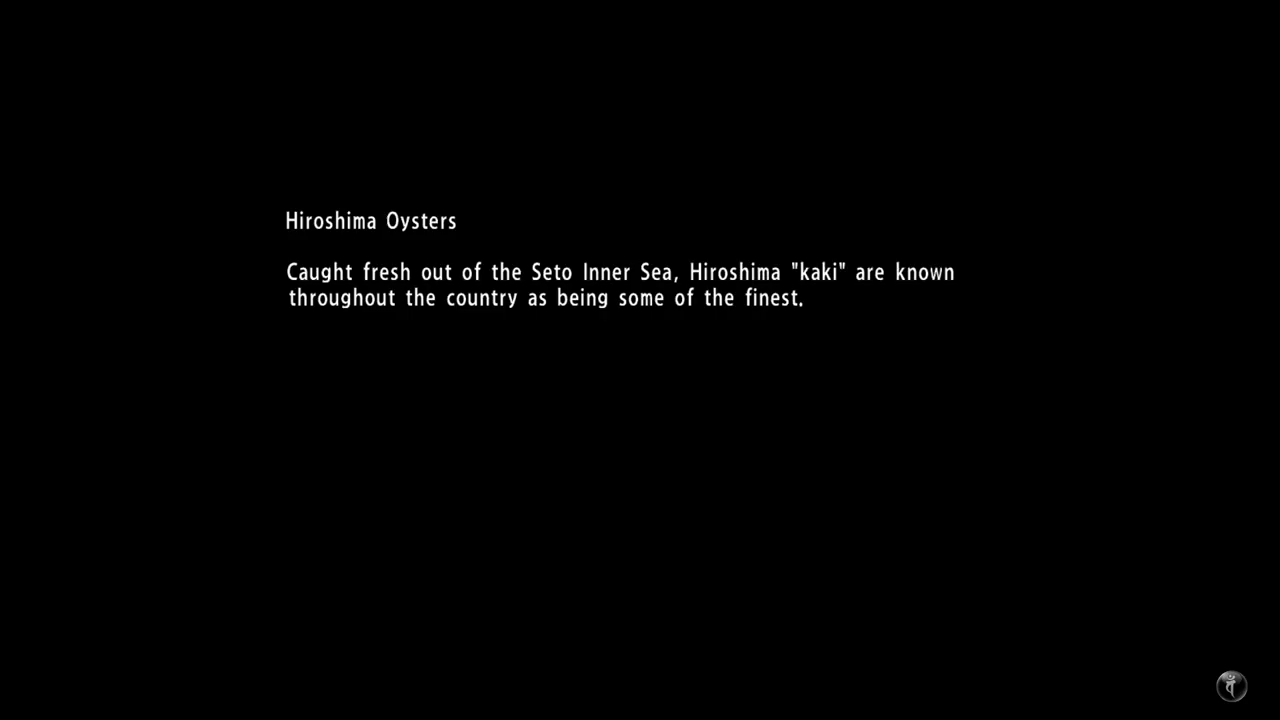 Hiroshima Oysters
Caught fresh out of the Seto Inner Sea, Hiroshima "kaki" are known
throughout the country as being some of the finest.